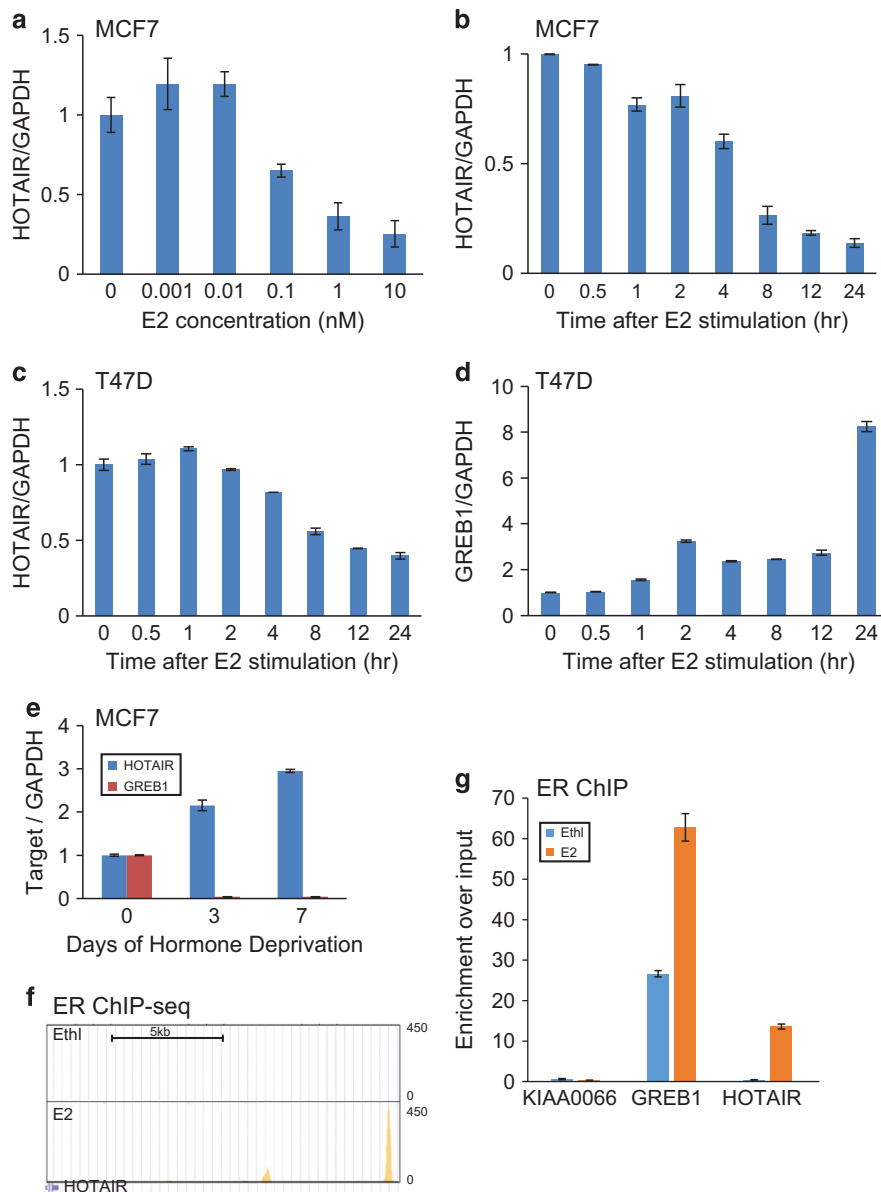 a
MCF7
HOTAIR/GAPDH
1.5
1
0.5
0
0 0.001 0.01 0.1 1 10
E2 concentration (nM)
b
MCF7
HOTAIR/GAPDH
1
0.5
0
0 0.5 1 2 4 8 12 24
Time after E2 stimulation (hr)
c
T47D
HOTAIR/GAPDH
1.5
1
0.5
0
0 0.5 1 2 4 8 12 24
Time after E2 stimulation (hr)
d
T47D
GREB1/GAPDH
10
8
6
4
2
0
0 0.5 1 2 4 8 12 24
Time after E2 stimulation (hr)
e
MCF7
Target / GAPDH
4
3
2
1
0
HOTAIR
GREB1
0 3 7
Days of Hormone Deprivation
f
ER ChIP-seq
Ethl
5kb
450
0
E2
450
0
HOTAIR
g
ER ChIP
Enrichment over input
70
60
50
40
30
20
10
0
Ethl
E2
KIAA0066 GREB1 HOTAIR